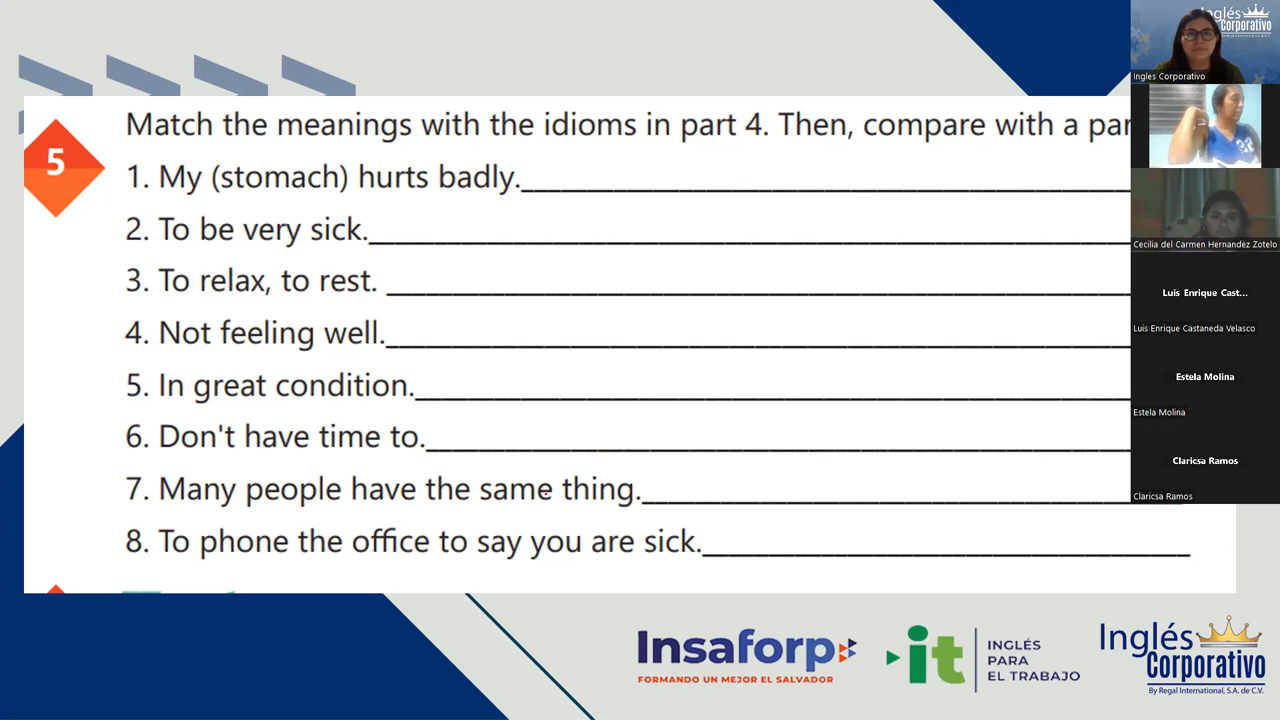 5
Match the meanings with the idioms in part 4. Then, compare with a par
1. My (stomach) hurts badly.
2. To be very sick.
3. To relax, to rest.
4. Not feeling well.
5. In great condition.
6. Don't have time to.
7. Many people have the same thing.
8. To phone the office to say you are sick.
Inglés
Corporativo
Ingles Corporativo
Cecilia del Carmen Hernandez Zotelo
Luis Enrique Cast...
Luis Enrique Castaneda Velasco
Estela Molina
Estela Molina
Claricsa Ramos
Claricsa Ramos
Insaforp
FORMANDO UN MEJOR EL SALVADOR
it
INGLÉS
PARA
EL TRABAJO
Inglés
Corporativo
By Regal International, S.A. de C.V.